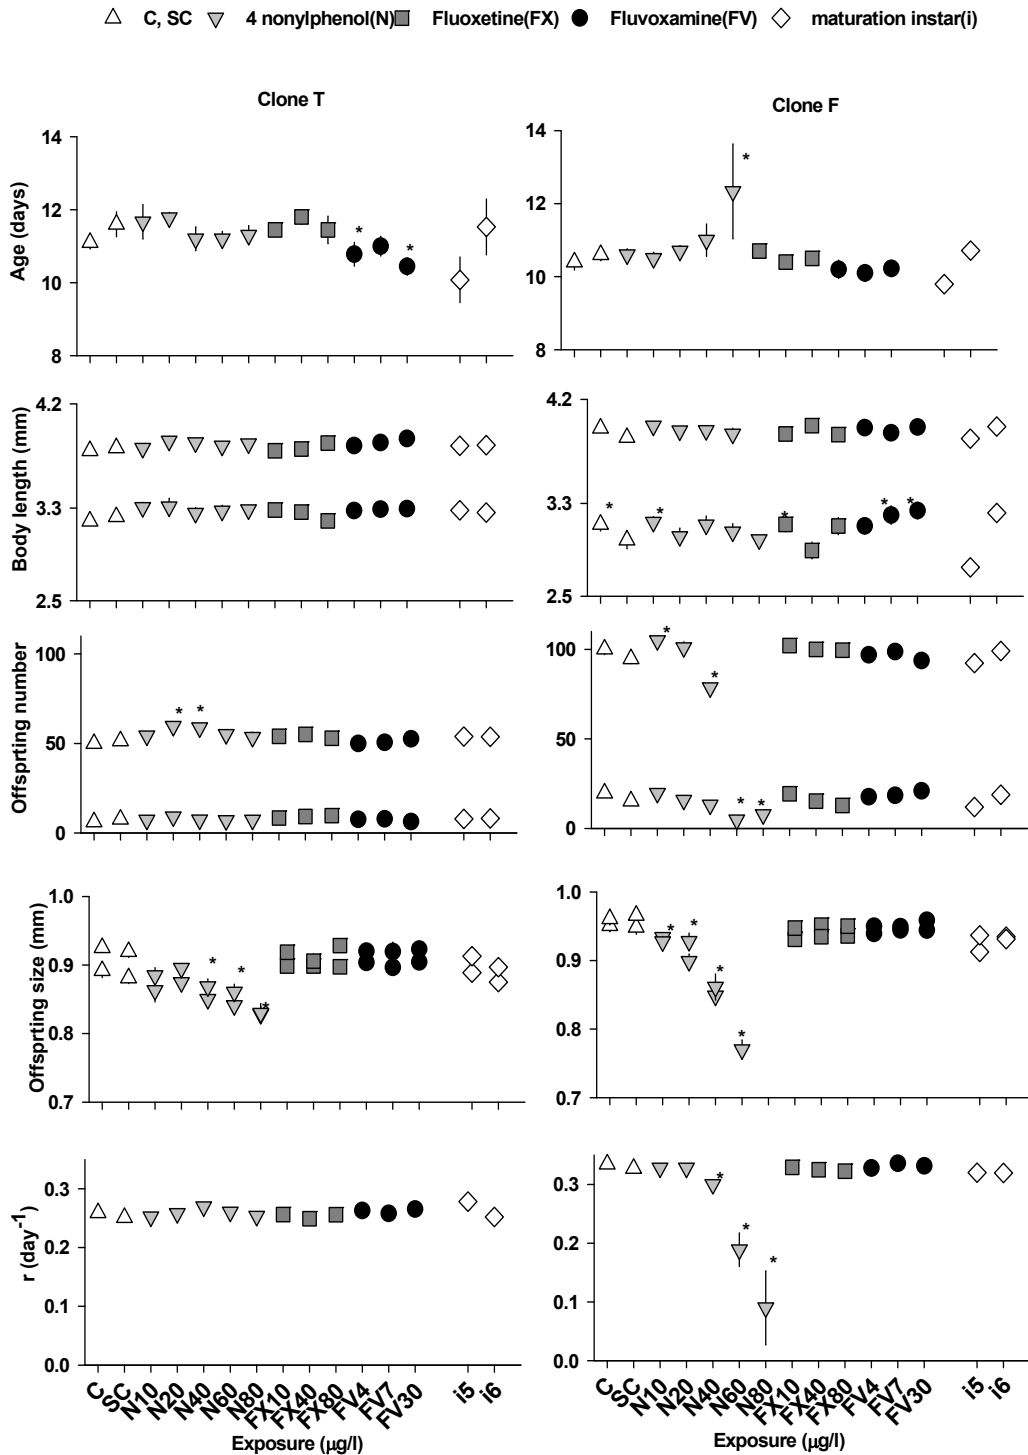 C, SC 4 nonylphenol(N) Fluoxetine(FX) Fluvoxamine(FV) maturation instar(i)
Clone T Clone F
Age (days)
14 14
12 12
10 10
8 8
* * *
Body length (mm)
4.2 4.2
3.3 3.3
2.5 2.5
* * * * *
Offsprting number
100 100
50 50
0 0
* * * * * *
Offsprting size (mm)
1.0 1.0
0.9 0.9
0.8 0.8
0.7 0.7
* * * * * * *
r (day-1)
0.3 0.3
0.2 0.2
0.1 0.1
0.0 0.0
* * *
C SC N10 N20 N40 N60 N80 FX10 FX40 FX80 FV4 FV7 FV30 i5 i6
C SC N10 N20 N40 N60 N80 FX10 FX40 FX80 FV4 FV7 FV30 i5 i6
Exposure (µg/l) Exposure (µg/l)